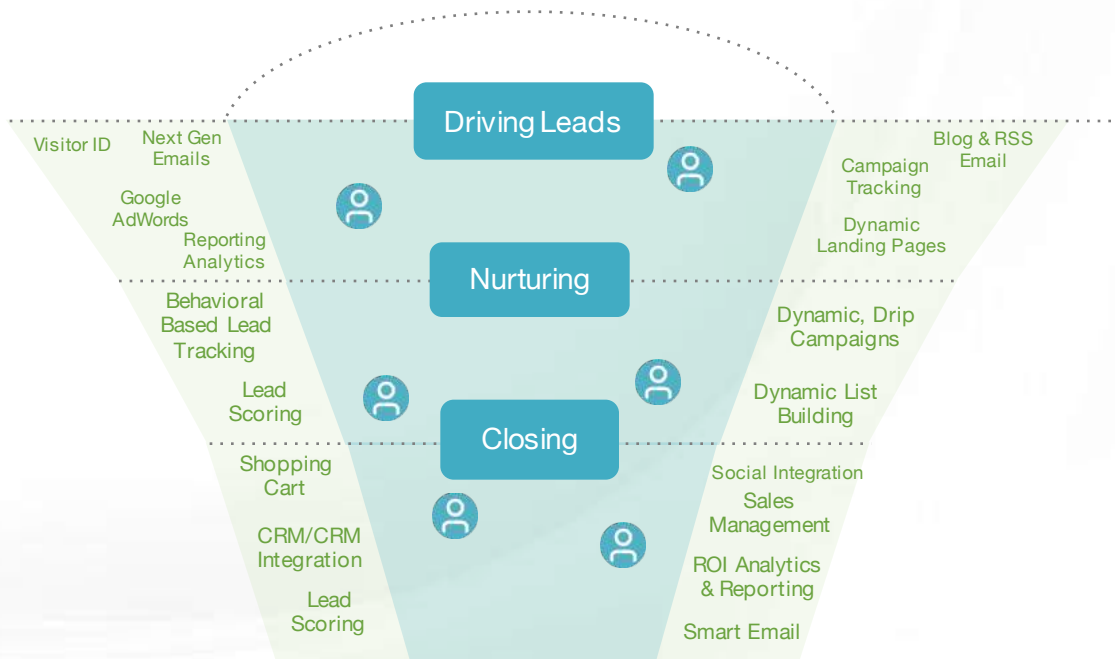 Driving Leads
Visitor ID
Next Gen
Emails
Google
AdWords
Reporting
Analytics
Blog & RSS
Email
Campaign
Tracking
Dynamic
Landing Pages
Nurturing
Behavioral
Based Lead
Tracking
Lead
Scoring
Dynamic, Drip
Campaigns
Dynamic List
Building
Closing
Shopping
Cart
CRM/CRM
Integration
Lead
Scoring
Social Integration
Sales
Management
ROI Analytics
& Reporting
Smart Email